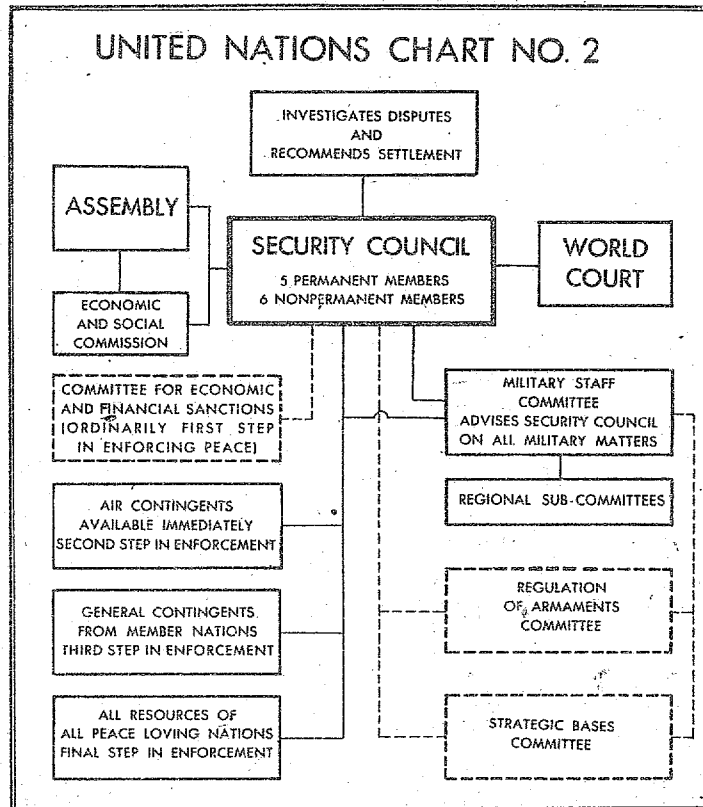 UNITED NATIONS CHART NO. 2
INVESTIGATES DISPUTES
AND
RECOMMENDS SETTLEMENT
ASSEMBLY
SECURITY COUNCIL
5 PERMANENT MEMBERS
6 NONPERMANENT MEMBERS
WORLD
COURT
ECONOMIC
AND SOCIAL
COMMISSION
COMMITTEE FOR ECONOMIC
AND FINANCIAL SANCTIONS
(ORDINARILY FIRST STEP
IN ENFORCING PEACE)
MILITARY STAFF
COMMITTEE
ADVISES SECURITY COUNCIL
ON ALL MILITARY MATTERS
REGIONAL SUB-COMMITTEES
AIR CONTINGENTS
AVAILABLE IMMEDIATELY
SECOND STEP IN ENFORCEMENT
REGULATION
OF ARMAMENTS
COMMITTEE
GENERAL CONTINGENTS
FROM MEMBER NATIONS
THIRD STEP IN ENFORCEMENT
ALL RESOURCES OF
ALL PEACE LOVING NATIONS
FINAL STEP IN ENFORCEMENT
STRATEGIC BASES
COMMITTEE